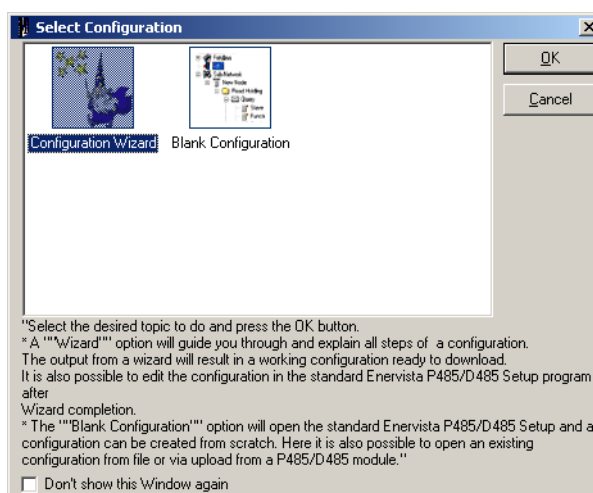 Select Configuration
OK
Cancel
Configuration Wizard
Blank Configuration
"Select the desired topic to do and press the OK button.
* A ""Wizard"" option will guide you through and explain all steps of a configuration.
The output from a wizard will result in a working configuration ready to download.
It is also possible to edit the configuration in the standard Enervista P485/D485 Setup program
after
Wizard completion.
* The ""Blank Configuration"" option will open the standard Enervista P485/D485 Setup and a
configuration can be created from scratch. Here it is also possible to open an existing
configuration from file or via upload from a P485/D485 module."
Don't show this Window again